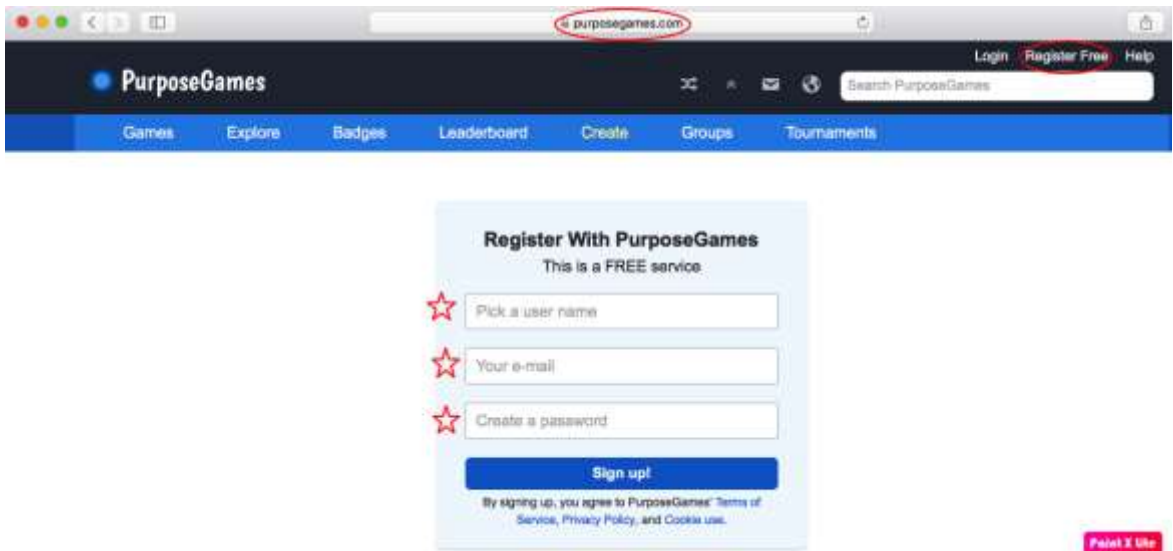 purposegames.com
Login Register Free Help
PurposeGames
Search PurposeGames
Games Explore Badges Leaderboard Create Groups Tournaments
Register With PurposeGames
This is a FREE service
Pick a user name
Your e-mail
Create a password
Sign up!
By signing up, you agree to PurposeGames' Terms of
Service, Privacy Policy, and Cookie use.
Paint X lite